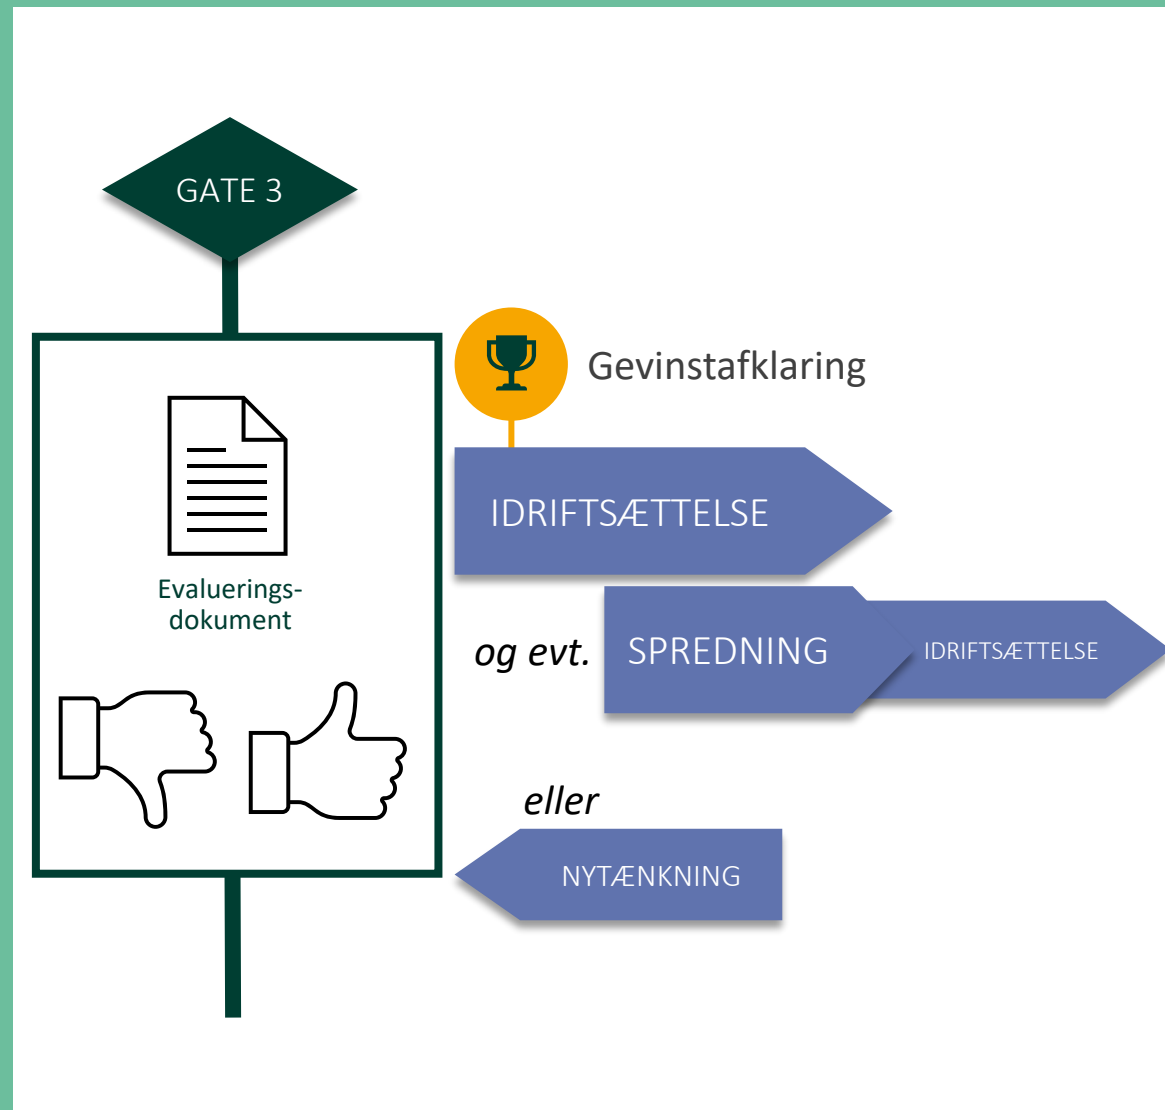 GATE 3
Evaluerings-
dokument
Gevinstafklaring
IDRIFTSÆTTELSE
og evt.
SPREDNING
IDRIFTSÆTTELSE
eller
NYTÆNKNING